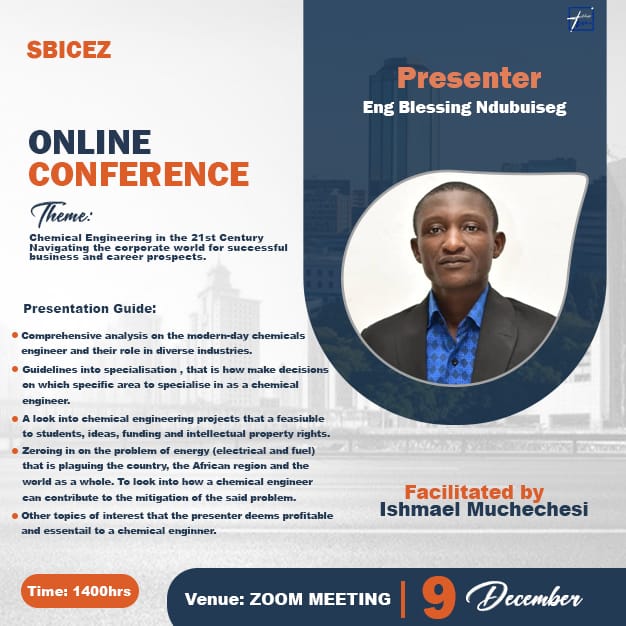 SBICEZ
ONLINE
CONFERENCE
Theme:
Chemical Engineering in the 21st Century
Navigating the corporate world for successful
business and career prospects.
Presentation Guide:
Comprehensive analysis on the modern-day chemicals
engineer and their role in diverse industries.
Guidelines into specialisation , that is how make decisions
on which specific area to specialise in as a chemical
engineer.
A look into chemical engineering projects that a feasiuble
to students, ideas, funding and intellectual property rights.
Zeroing in on the problem of energy (electrical and fuel)
that is plaguing the country, the African region and the
world as a whole. To look into how a chemical engineer
can contribute to the mitigation of the said problem.
Other topics of interest that the presenter deems profitable
and essentail to a chemical enginner.
Presenter
Eng Blessing Ndubuiseg
Facilitated by
Ishmael Muchechesi
Time: 1400hrs
Venue: ZOOM MEETING | 9 December